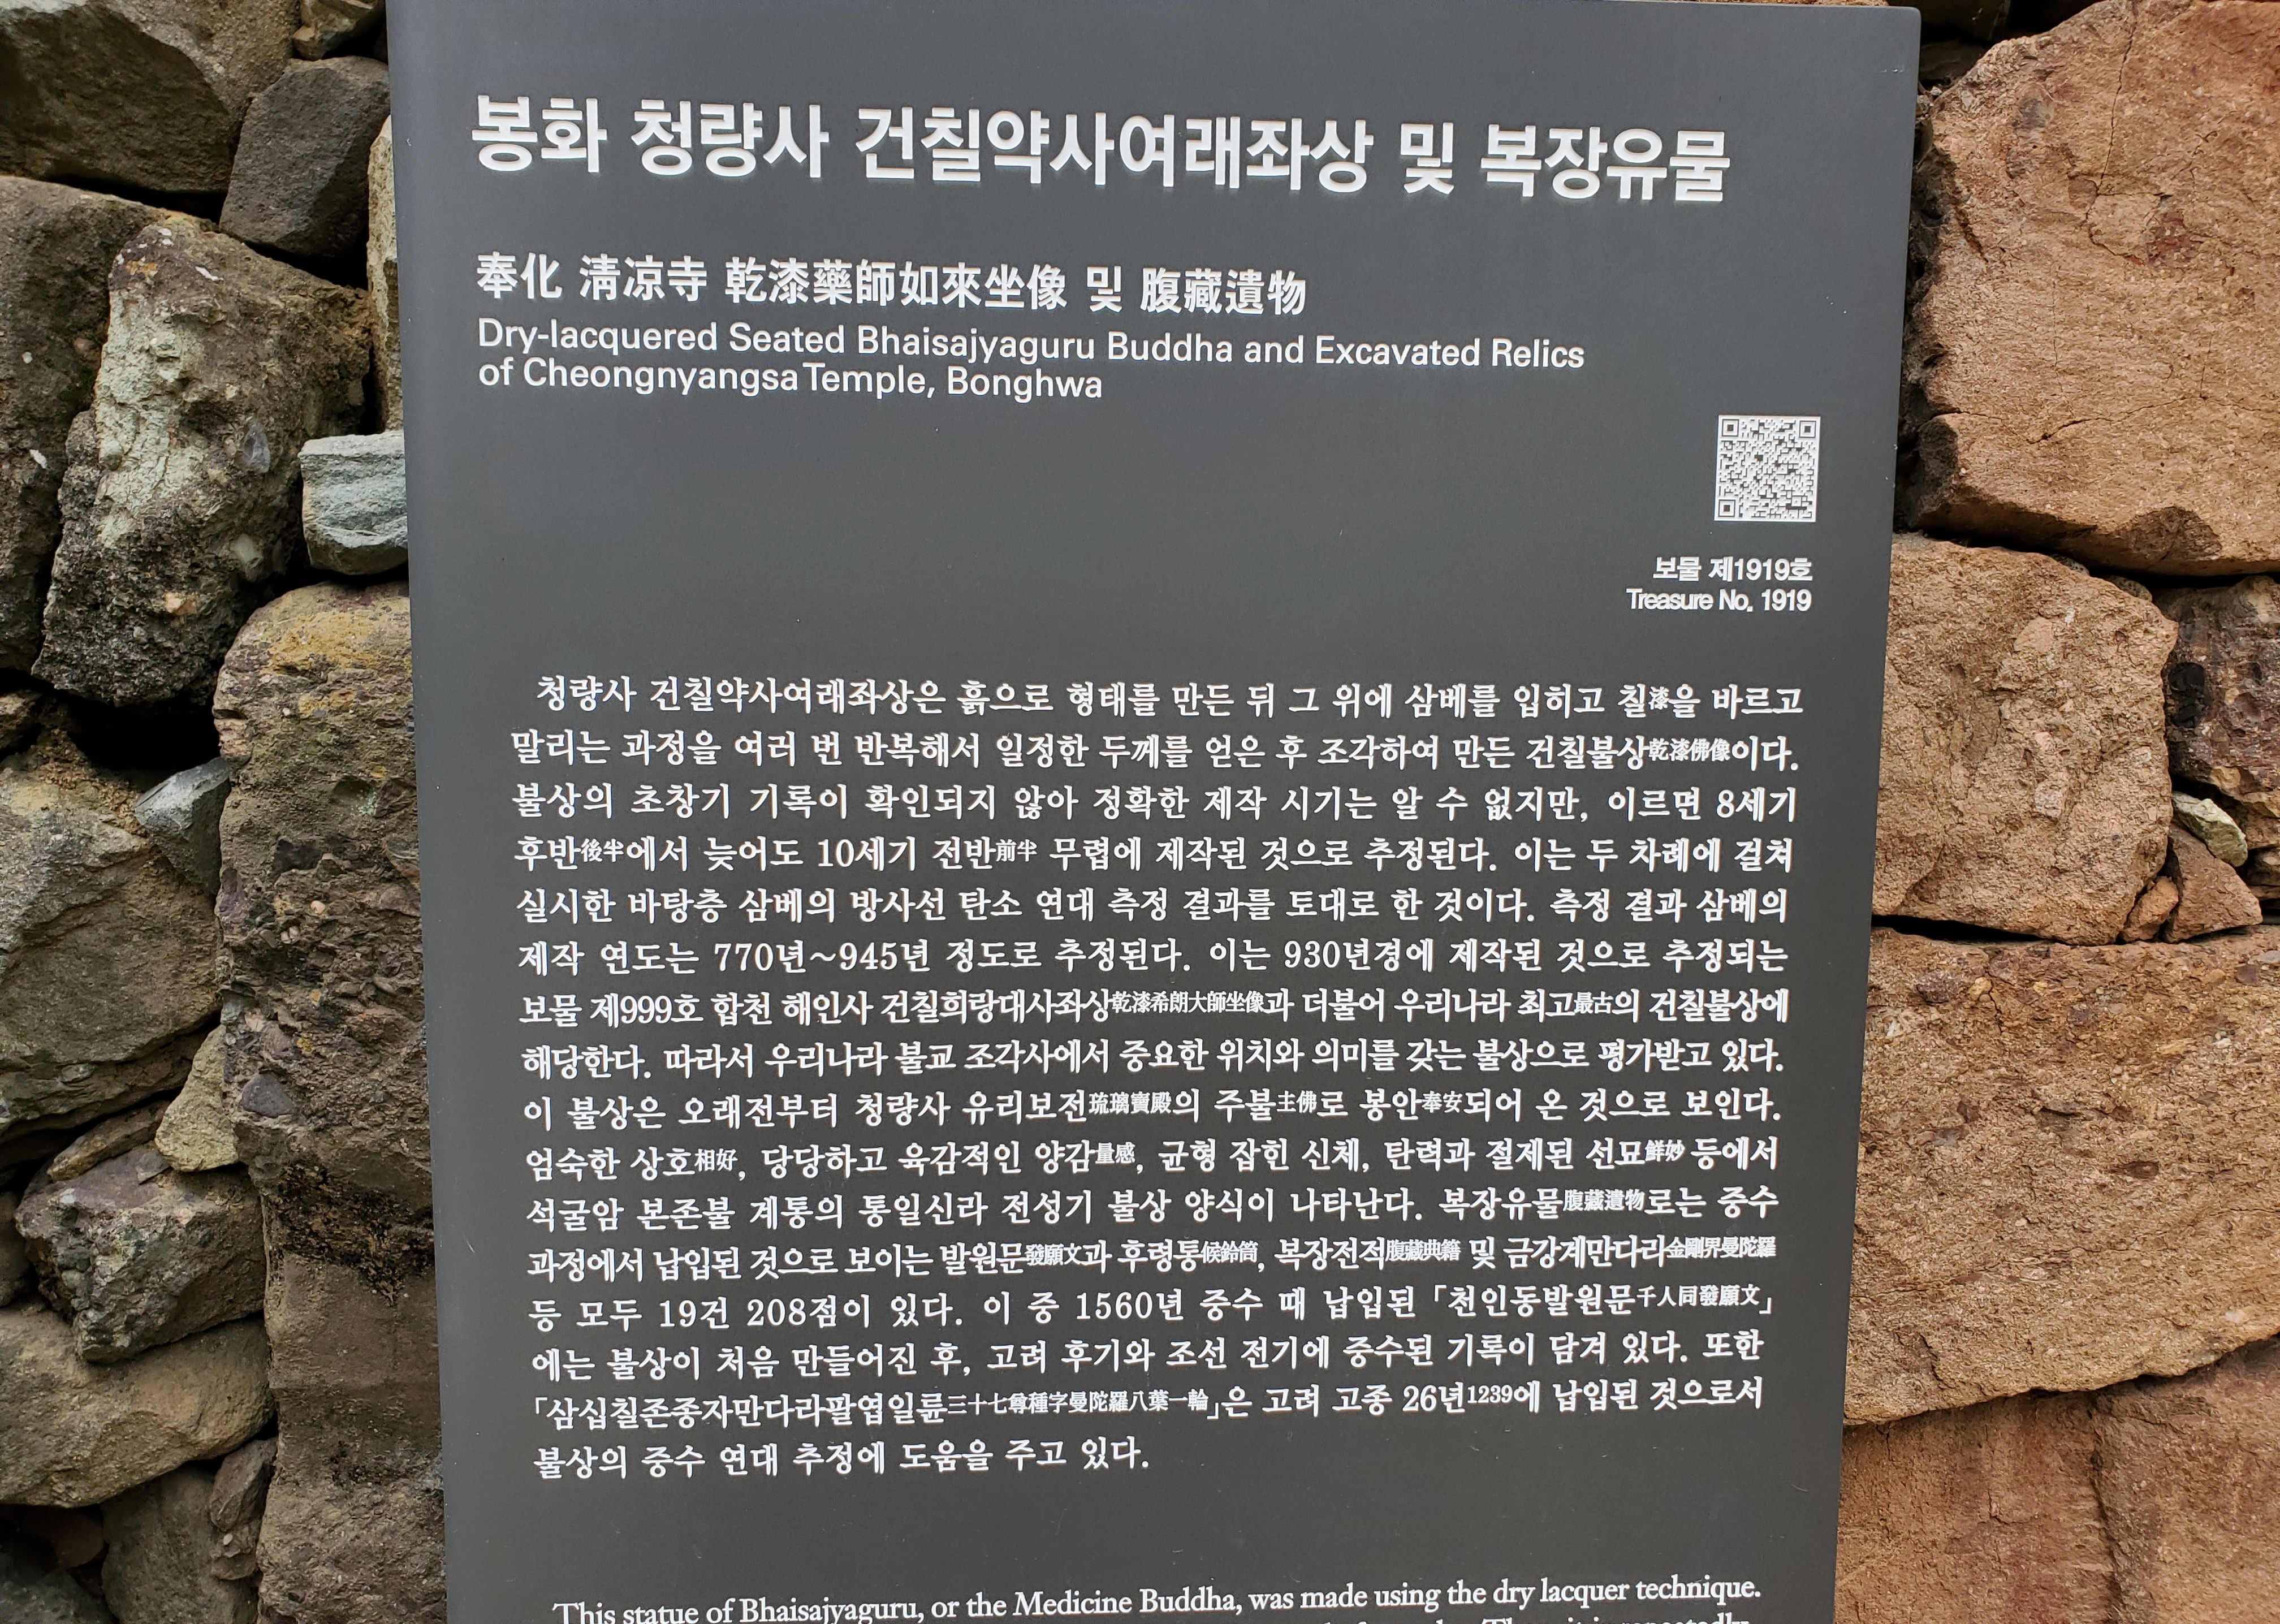 봉화 청량사 건칠약사여래좌상 및 복장유물
奉化 淸凉寺 乾漆藥師如來坐像 및 腹藏遺物
Dry-lacquered Seated Bhaisajyaguru Buddha and Excavated Relics
of Cheongnyangsa Temple, Bonghwa
보물 제1919호
Treasure No. 1919
청량사 건칠약사여래좌상은 흙으로 형태를 만든 뒤 그 위에 삼베를 입히고 칠漆을 바르고
말리는 과정을 여러 번 반복해서 일정한 두께를 얻은 후 조각하여 만든 건칠불상乾漆佛像이다.
불상의 초창기 기록이 확인되지 않아 정확한 제작 시기는 알 수 없지만, 이르면 8세기
후반後半에서 늦어도 10세기 전반前半 무렵에 제작된 것으로 추정된다. 이는 두 차례에 걸쳐
실시한 바탕층 삼베의 방사선 탄소 연대 측정 결과를 토대로 한 것이다. 측정 결과 삼베의
제작 연도는 770년~945년 정도로 추정된다. 이는 930년경에 제작된 것으로 추정되는
보물 제999호 합천 해인사 건칠희랑대사좌상乾漆希朗大師坐像과 더불어 우리나라 최고最古의 건칠불상에
해당한다. 따라서 우리나라 불교 조각사에서 중요한 위치와 의미를 갖는 불상으로 평가받고 있다.
이 불상은 오래전부터 청량사 유리보전琉璃寶殿의 주불主佛로 봉안奉安되어 온 것으로 보인다.
엄숙한 상호相好, 당당하고 육감적인 양감量感, 균형 잡힌 신체, 탄력과 절제된 선묘鮮妙 등에서
석굴암 본존불 계통의 통일신라 전성기 불상 양식이 나타난다. 복장유물腹藏遺物로는 중수
과정에서 납입된 것으로 보이는 발원문發願文과 후령통候鈴筒, 복장전적腹藏典籍 및 금강계만다라金剛界曼陀羅
등 모두 19건 208점이 있다. 이 중 1560년 중수 때 납입된 「천인동발원문千人同發願文」
에는 불상이 처음 만들어진 후, 고려 후기와 조선 전기에 중수된 기록이 담겨 있다. 또한
「삼십칠존종자만다라팔엽일륜三十七尊種字曼陀羅八葉一輪」은 고려 고종 26년1239에 납입된 것으로서
불상의 중수 연대 추정에 도움을 주고 있다.
This statue of Bhaisajyaguru, or the Medicine Buddha, was made using the dry lacquer technique.